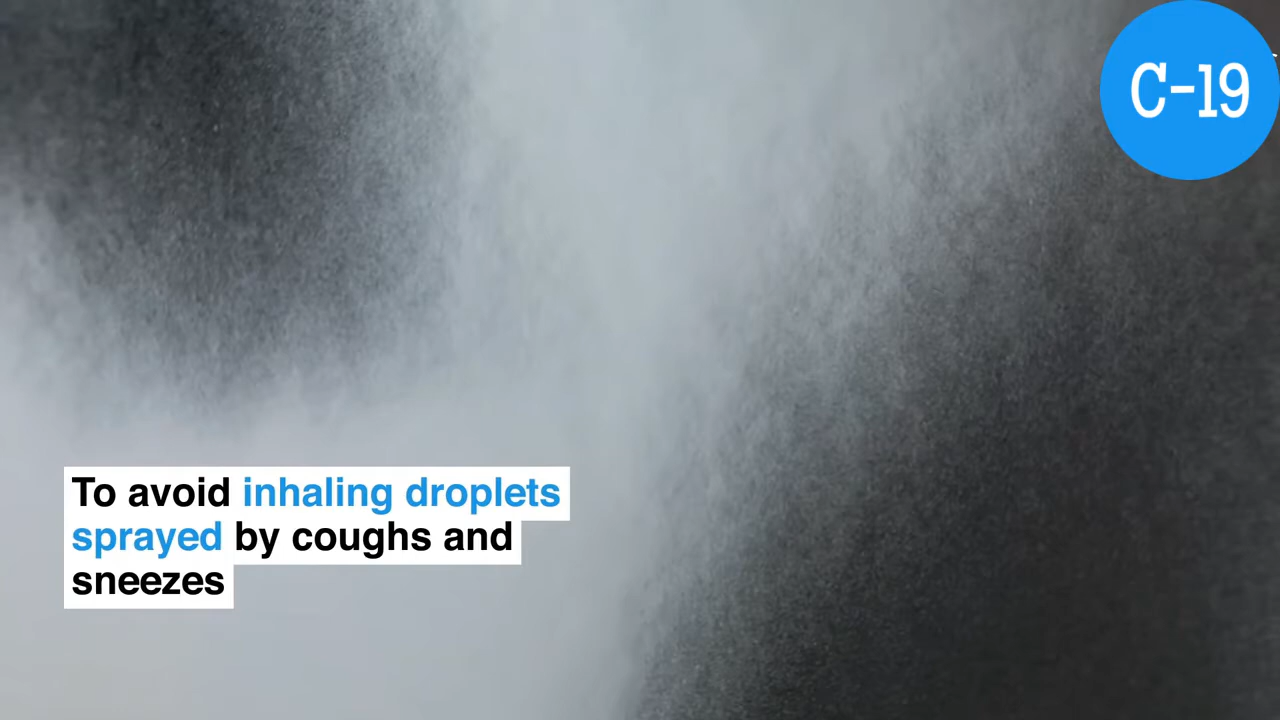 C-19
To avoid inhaling droplets
sprayed by coughs and
sneezes